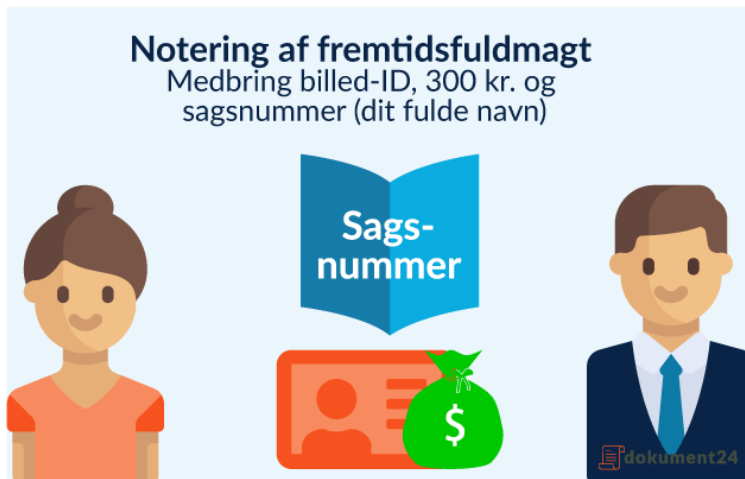 Notering af fremtidsfuldmagt
Medbring billed-ID, 300 kr. og
sagsnummer (dit fulde navn)
Sags-
nummer
$
dokument24